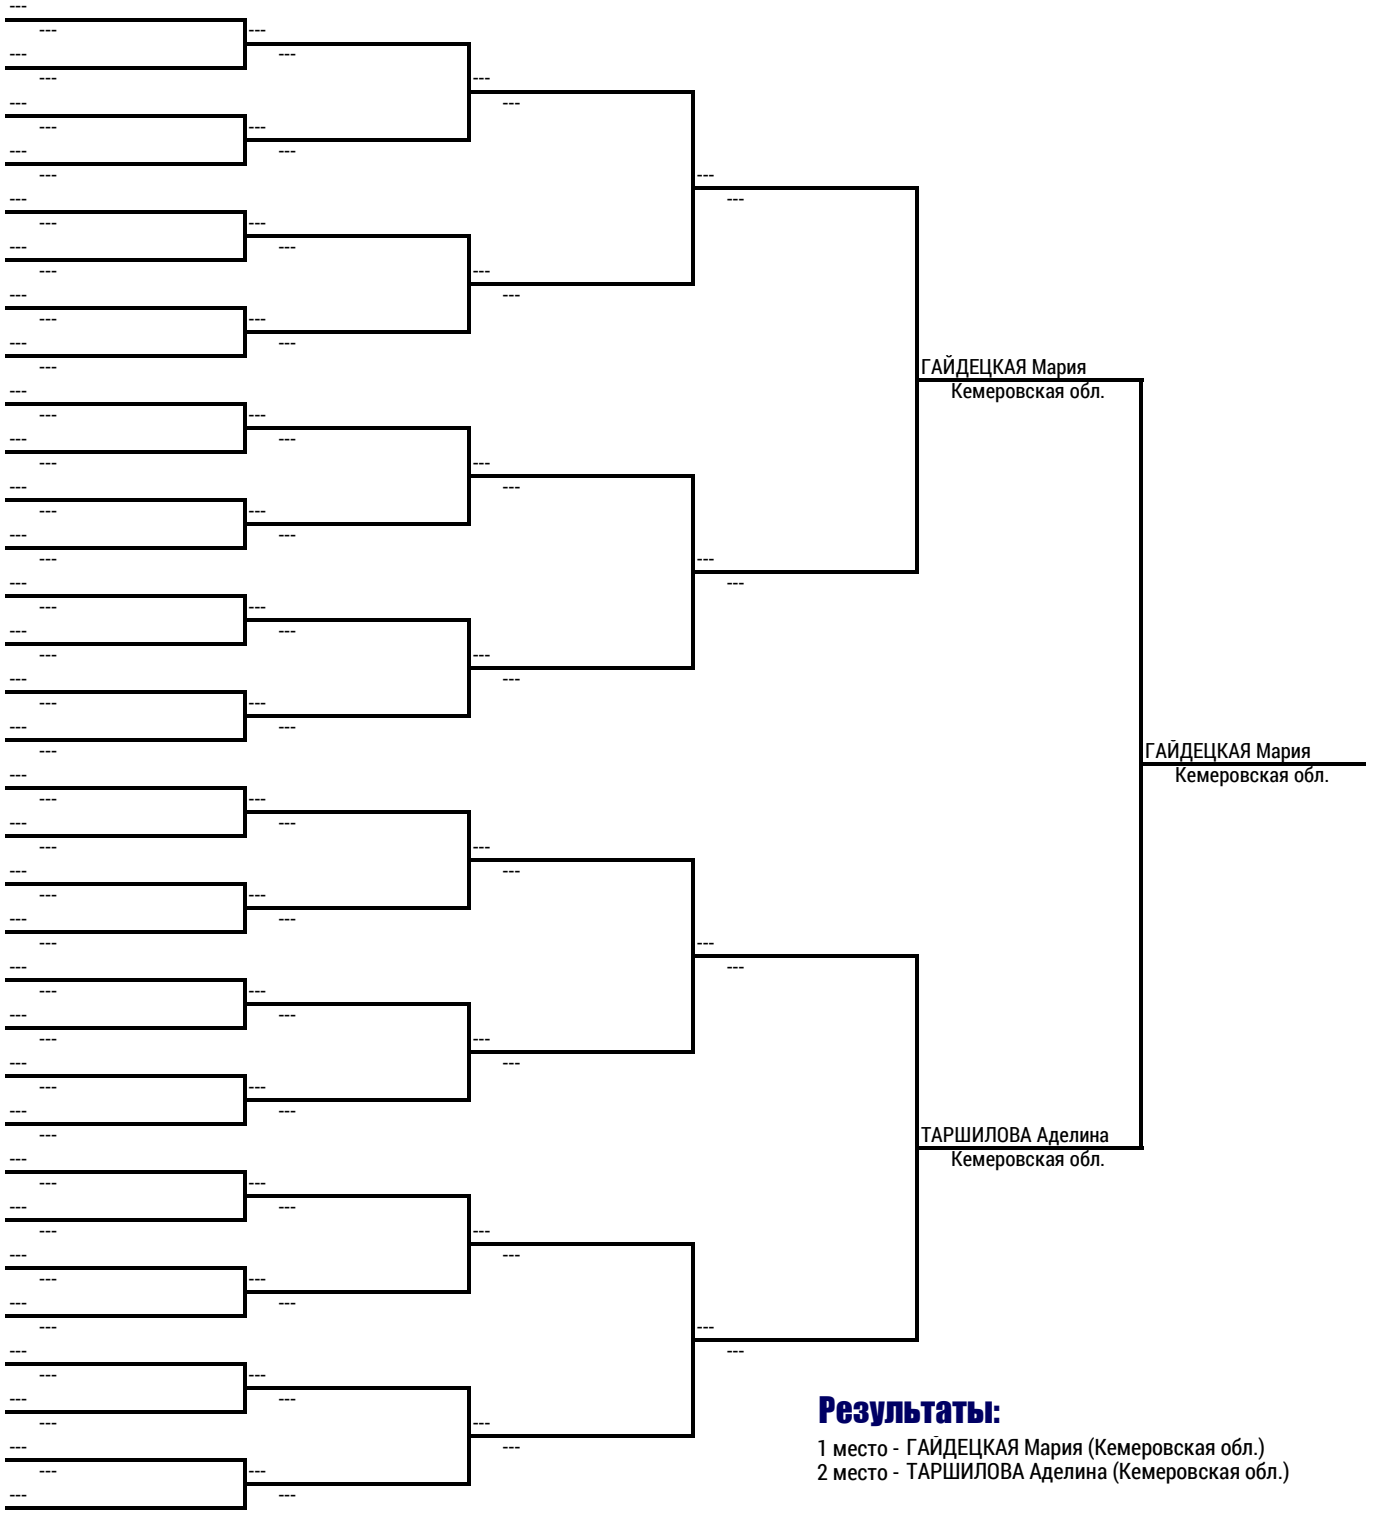 ГАЙДЕЦКАЯ Мария
Кемеровская обл.
ГАЙДЕЦКАЯ Мария
Кемеровская обл.
ТАРШИЛОВА Аделина
Кемеровская обл.
Результаты:
1 место - ГАЙДЕЦКАЯ Мария (Кемеровская обл.)
2 место - ТАРШИЛОВА Аделина (Кемеровская обл.)